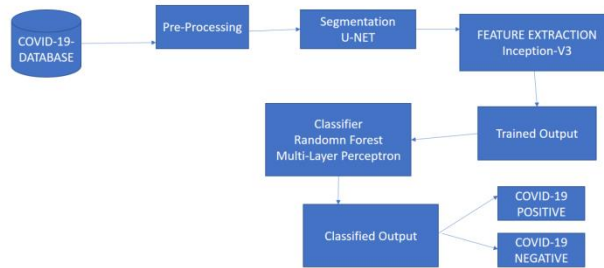 COVID-19-
DATABASE
Pre-Processing
Segmentation
U-NET
FEATURE EXTRACTION
Inception-V3
Trained Output
Classifier
Randomn Forest
Multi-Layer Perceptron
Classified Output
COVID-19
POSITIVE
COVID-19
NEGATIVE